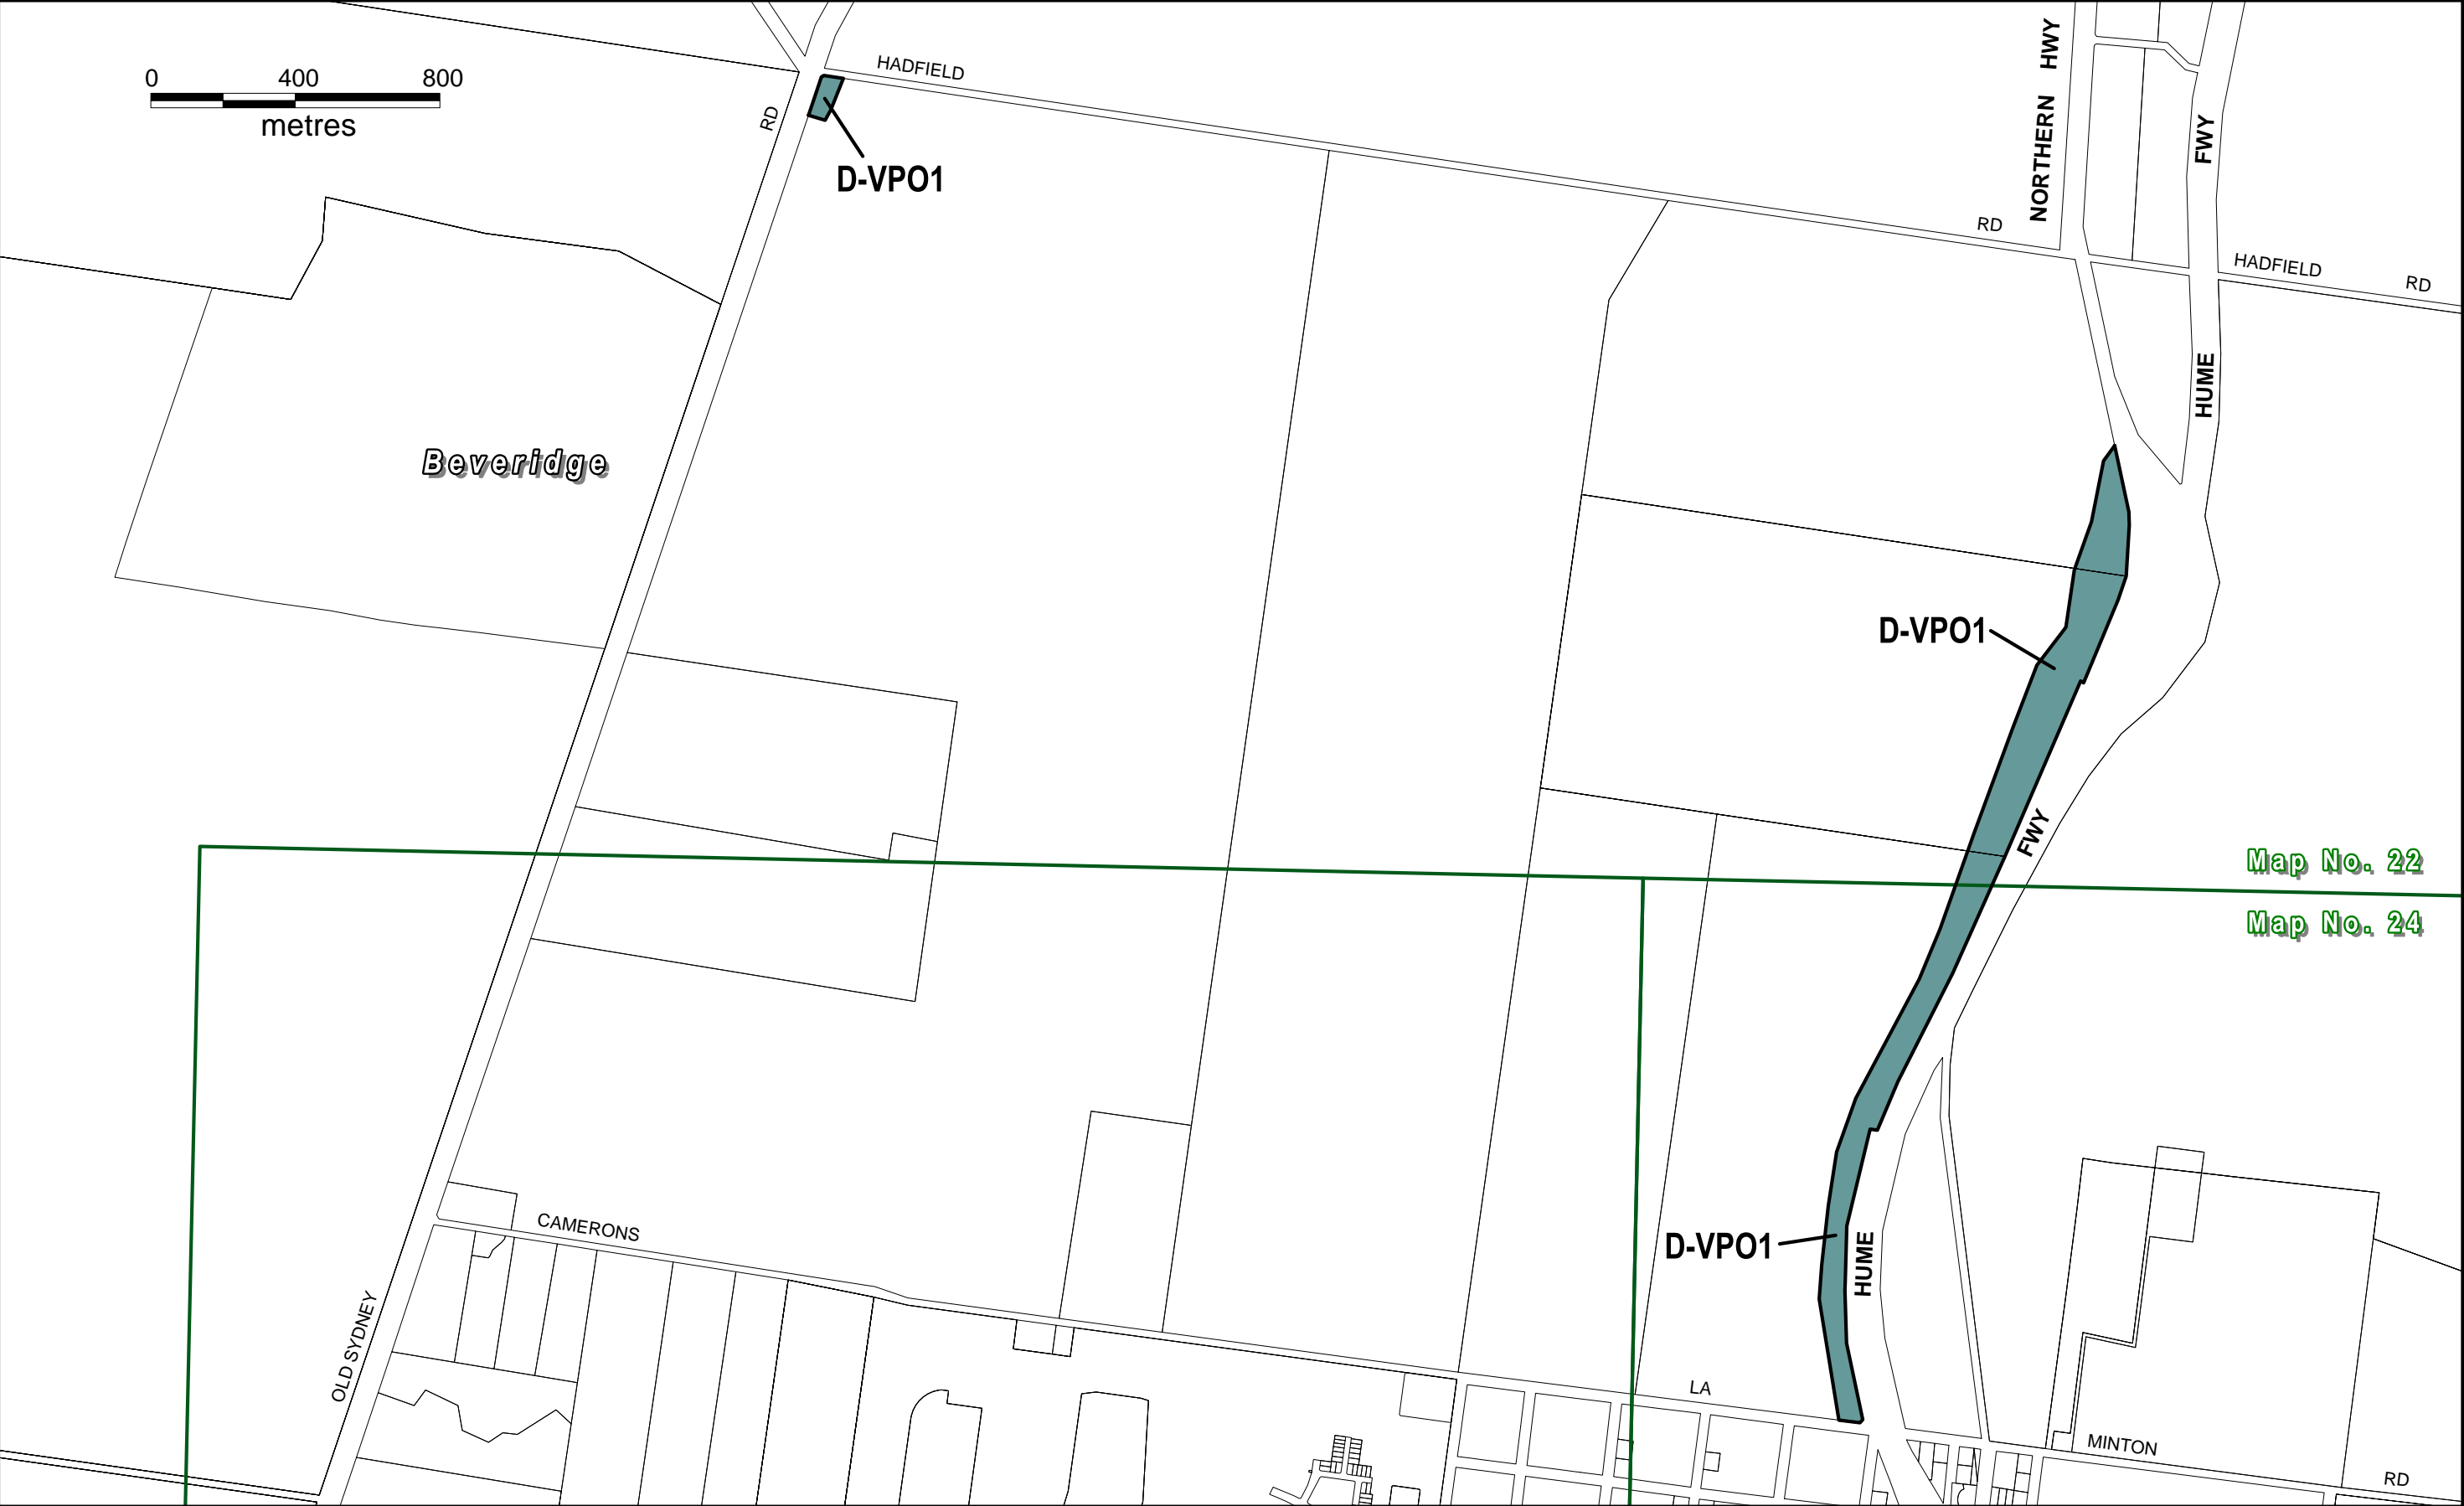 0 400 800
metres
HADFIELD
RD
D-VPO1
NORTHERN HWY
FWY
RD
HADFIELD RD
HUME
Beveridge
D-VPO1
FWY
Map No. 22
Map No. 24
CAMERONS
D-VPO1
HUME
OLD SYDNEY
LA
MINTON
RD